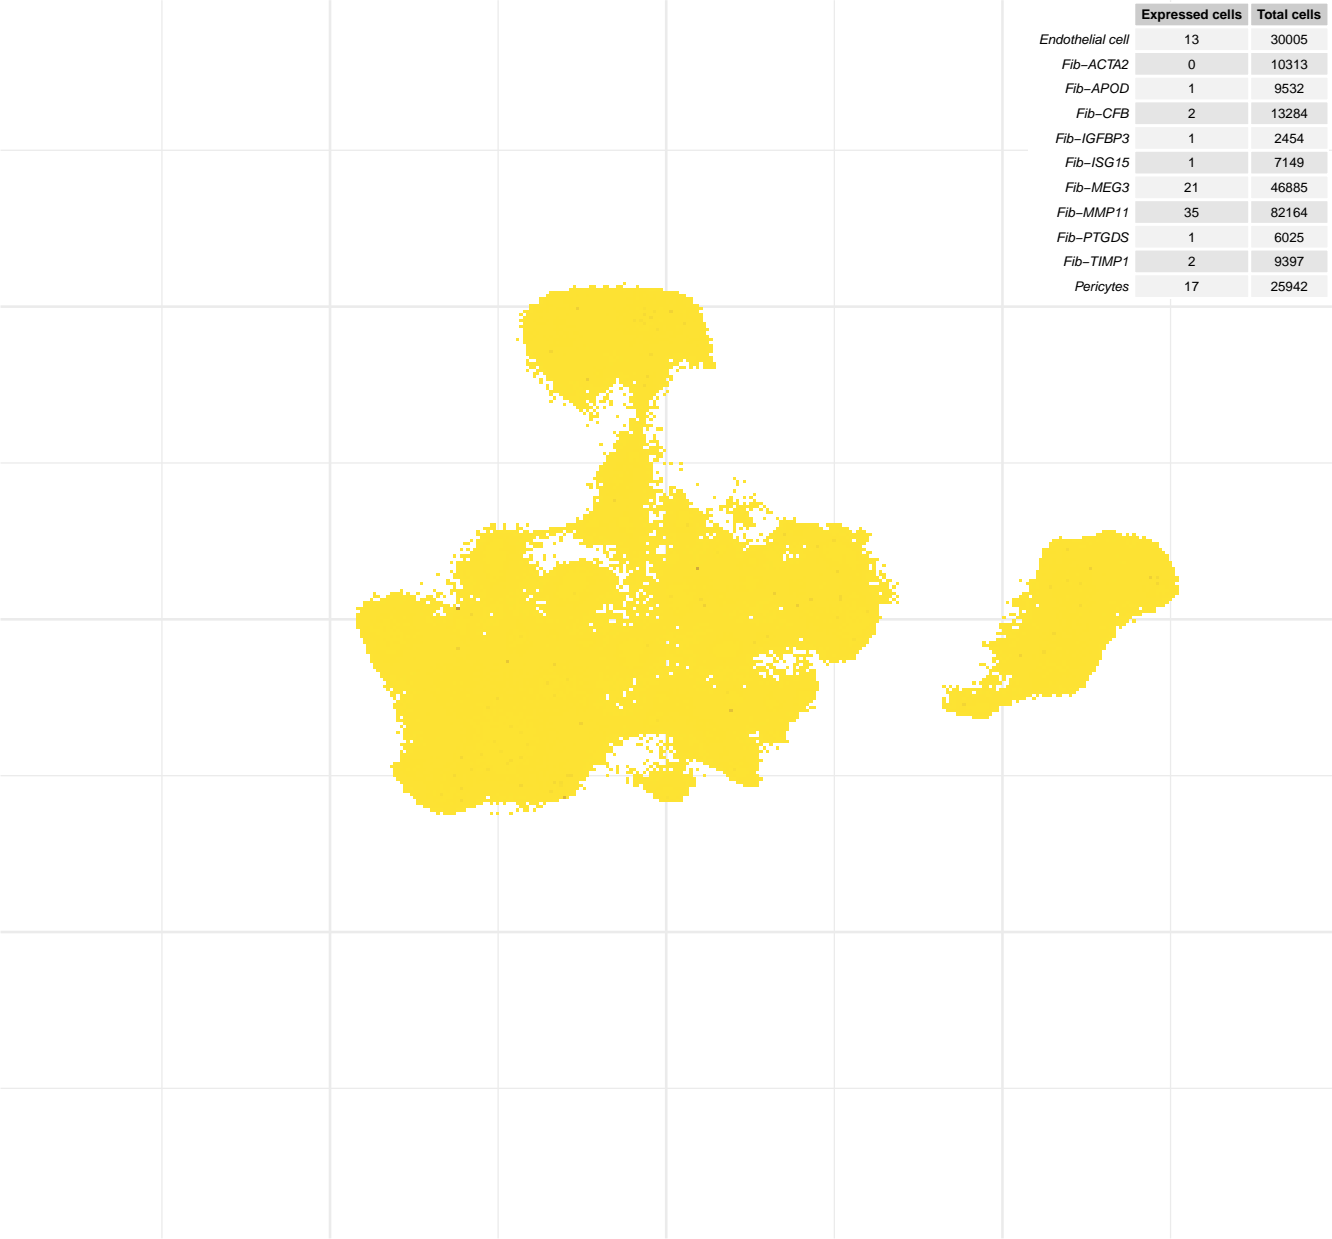 Expressed cells Total cells
Endothelial cell 13 30005
Fib−ACTA2 0 10313
Fib−APOD 1 9532
Fib−CFB 2 13284
Fib−IGFBP3 1 2454
Fib−ISG15 1 7149
Fib−MEG3 21 46885
Fib−MMP11 35 82164
Fib−PTGDS 1 6025
Fib−TIMP1 2 9397
Pericytes 17 25942